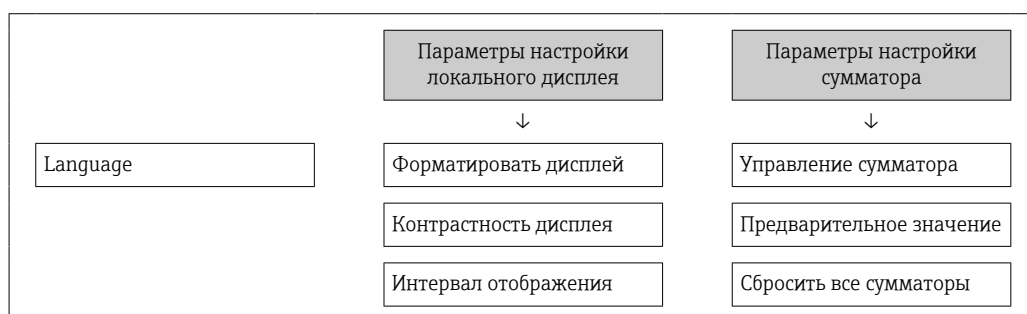 Параметры настройки
локального дисплея
Параметры настройки
сумматора
↓
↓
Language
Форматировать дисплей
Управление сумматора
Контрастность дисплея
Предварительное значение
Интервал отображения
Сбросить все сумматоры